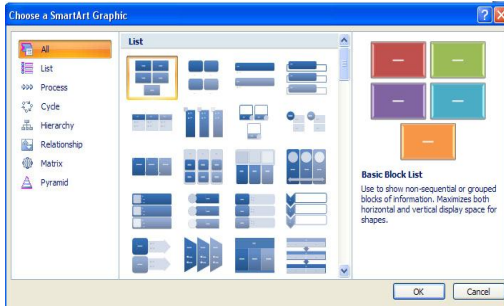 Choose a SmartArt Graphic
All
List
Process
Cycle
Hierarchy
Relationship
Matrix
Pyramid
List
Basic Block List
Use to show non-sequential or grouped
blocks of information. Maximizes both
horizontal and vertical display space for
shapes.
OK
Cancel